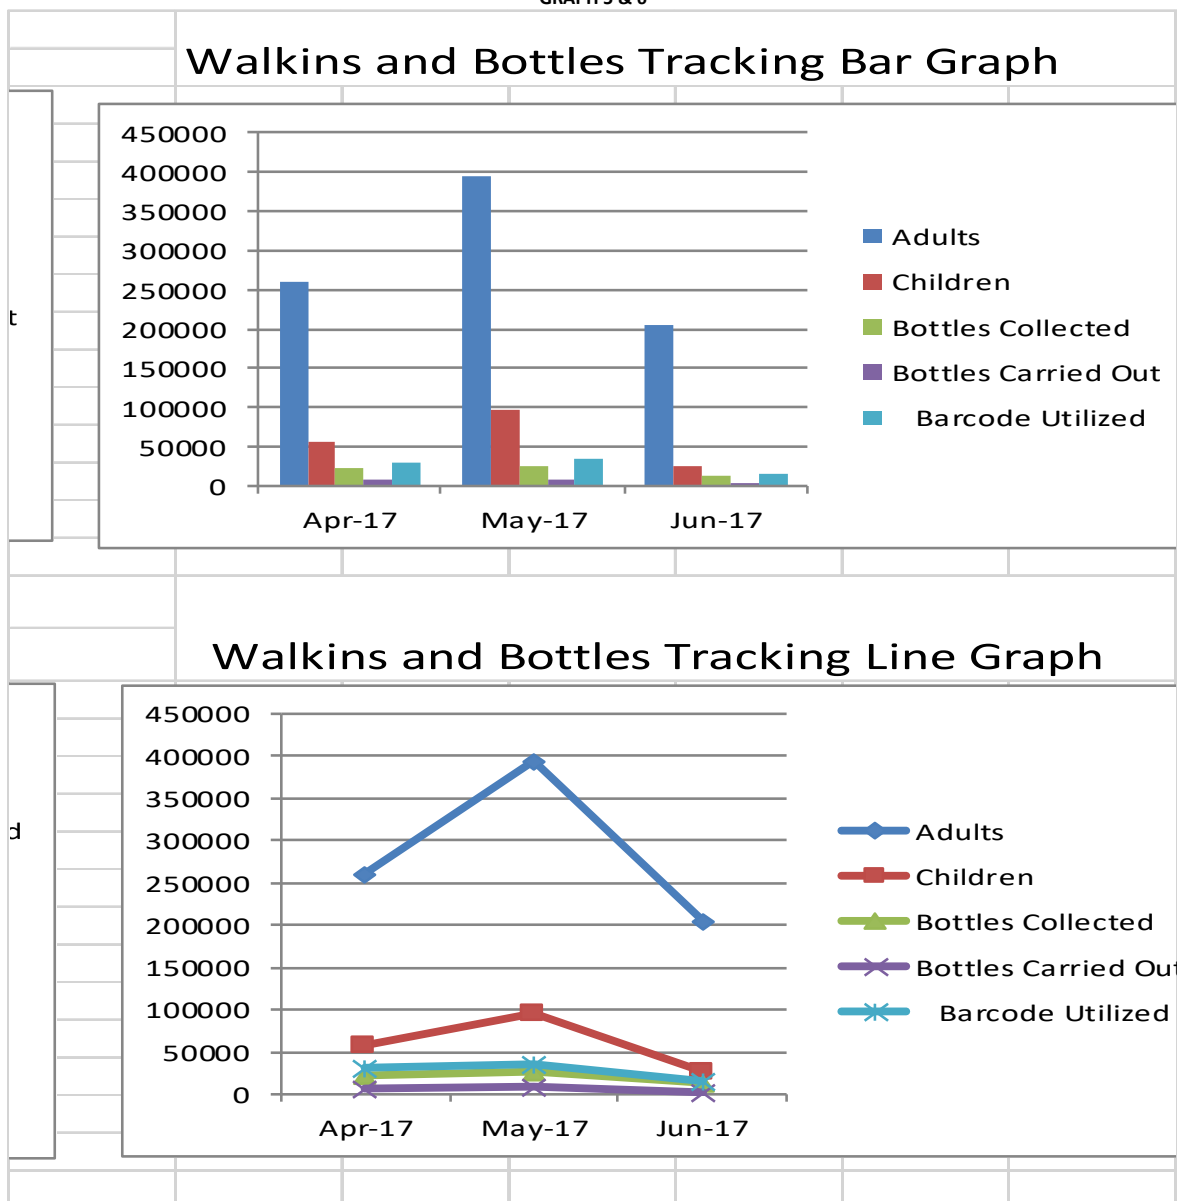 Walkins and Bottles Tracking Bar Graph
450000
400000
350000
300000
250000
200000
150000
100000
50000
0
Apr-17 May-17 Jun-17
Adults
Children
Bottles Collected
Bottles Carried Out
Barcode Utilized
t
Walkins and Bottles Tracking Line Graph
450000
400000
350000
300000
250000
200000
150000
100000
50000
0
Apr-17 May-17 Jun-17
Adults
Children
Bottles Collected
Bottles Carried Out
Barcode Utilized
d